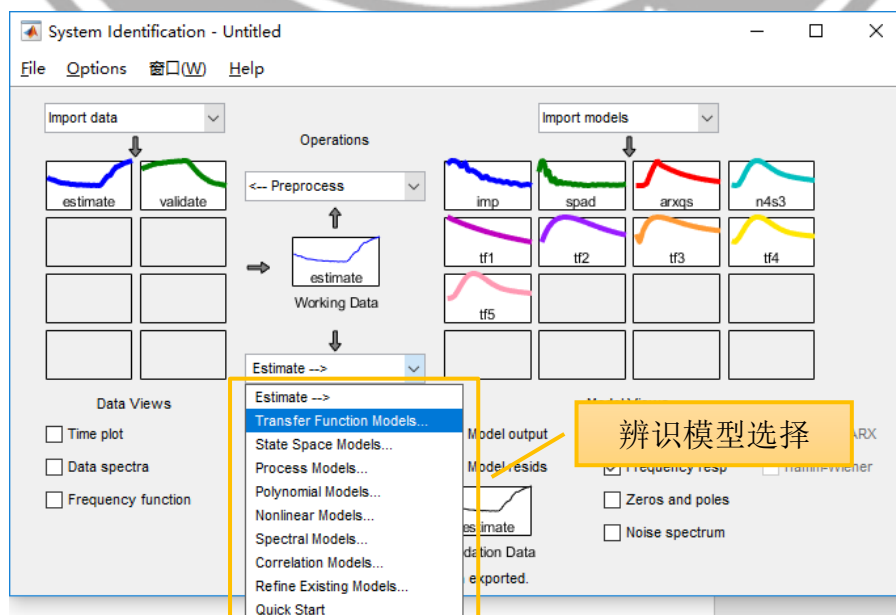 System Identification - Untitled
File Options 窗口(W) Help
Import data
Import models
Operations
<-- Preprocess
estimate validate
imp spad arxqs n4s3
estimate
Working Data
tf1 tf2 tf3 tf4
tf5
Estimate -->
Estimate -->
Transfer Function Models...
State Space Models...
Process Models...
Polynomial Models...
Nonlinear Models...
Spectral Models...
Correlation Models...
Refine Existing Models...
Quick Start
Data Views
Time plot
Data spectra
Frequency function
Model output
Model resids
辨识模型选择
ARX
Frequency resp
Zeros and poles
Noise spectrum
estimate
dation Data
exported.